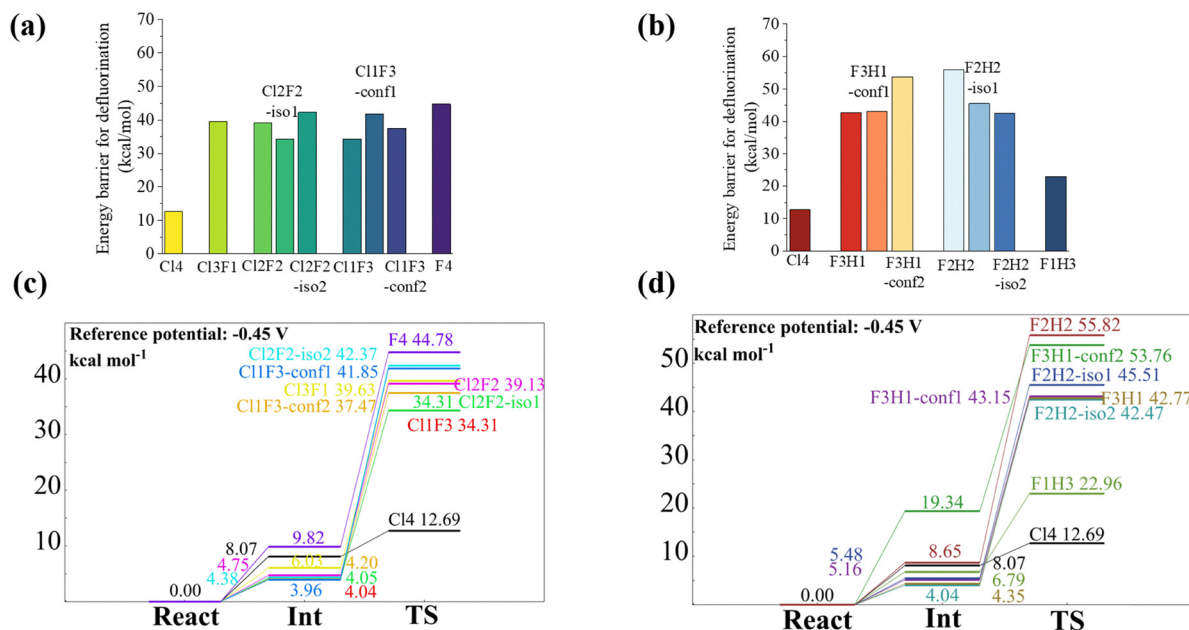 (a)
Energy barrier for defluorination
(kcal/mol)
70
60
50
40
30
20
10
0
Cl2F2
-iso1
Cl1F3
-conf1
Cl4
Cl3F1
Cl2F2
Cl2F2
-iso2
Cl1F3
Cl1F3
-conf2
F4
(b)
Energy barrier for defluorination
(kcal/mol)
70
60
50
40
30
20
10
0
F3H1
-conf1
F2H2
-iso1
Cl4
F3H1
F3H1
-conf2
F2H2
F2H2
-iso2
F1H3
(c)
Reference potential: -0.45 V
kcal mol-1
40
30
20
10
F4 44.78
Cl2F2-iso2 42.37
Cl1F3-conf1 41.85
Cl3F1 39.63
Cl2F2 39.13
Cl1F3-conf2 37.47
34.31 Cl2F2-iso1
Cl1F3 34.31
Cl4 12.69
9.82
8.07
6.03
4.75
4.20
4.38
4.05
3.96
4.04
0.00
React
Int
TS
(d)
Reference potential: -0.45 V
kcal mol-1
50
40
30
20
10
F2H2 55.82
F3H1-conf2 53.76
F2H2-iso1 45.51
F3H1-conf1 43.15
F3H1 42.77
F2H2-iso2 42.47
F1H3 22.96
Cl4 12.69
19.34
8.65
8.07
5.48
5.16
6.79
4.04
4.35
0.00
React
Int
TS